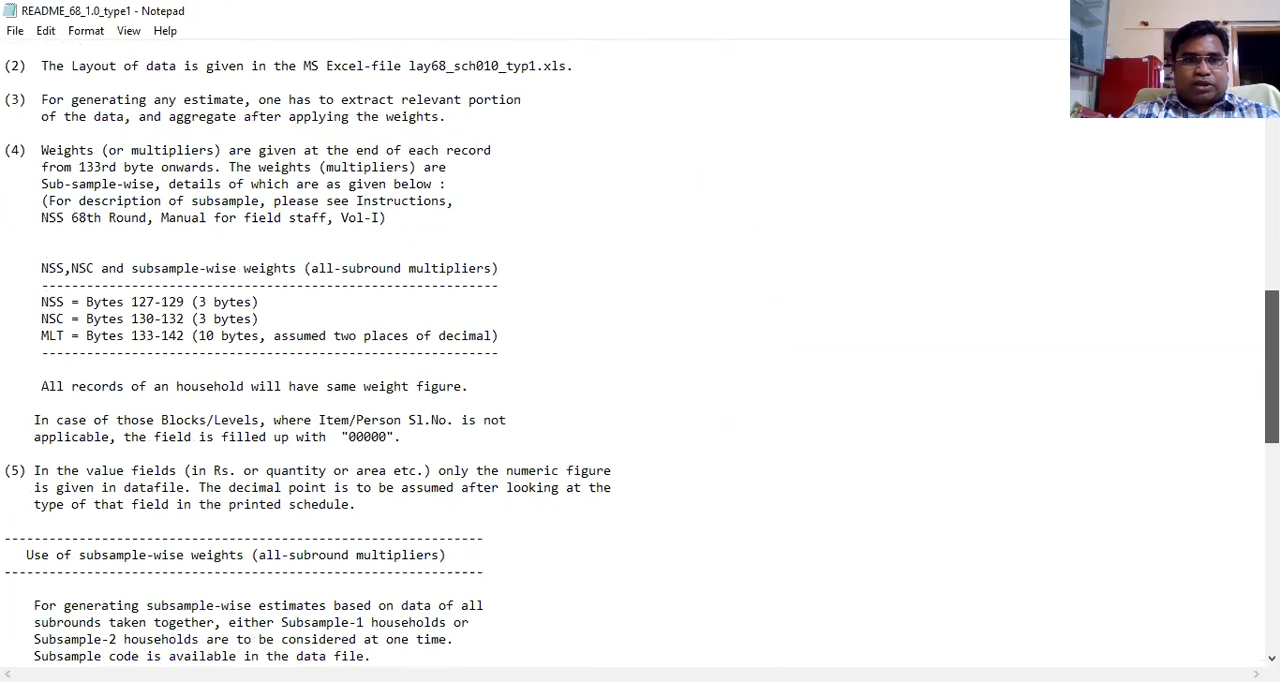 README_68_1.0_type1 - Notepad
File Edit Format View Help
(2) The Layout of data is given in the MS Excel-file lay68_sch010_typ1.xls.
(3) For generating any estimate, one has to extract relevant portion
of the data, and aggregate after applying the weights.
(4) Weights (or multipliers) are given at the end of each record
from 133rd byte onwards. The weights (multipliers) are
Sub-sample-wise, details of which are as given below :
(For description of subsample, please see Instructions,
NSS 68th Round, Manual for field staff, Vol-I)
NSS,NSC and subsample-wise weights (all-subround multipliers)
-------------------------------------------------------------
NSS = Bytes 127-129 (3 bytes)
NSC = Bytes 130-132 (3 bytes)
MLT = Bytes 133-142 (10 bytes, assumed two places of decimal)
-------------------------------------------------------------
All records of an household will have same weight figure.
In case of those Blocks/Levels, where Item/Person Sl.No. is not
applicable, the field is filled up with "00000".
(5) In the value fields (in Rs. or quantity or area etc.) only the numeric figure
is given in datafile. The decimal point is to be assumed after looking at the
type of that field in the printed schedule.
----------------------------------------------------------------
Use of subsample-wise weights (all-subround multipliers)
----------------------------------------------------------------
For generating subsample-wise estimates based on data of all
subrounds taken together, either Subsample-1 households or
Subsample-2 households are to be considered at one time.
Subsample code is available in the data file.